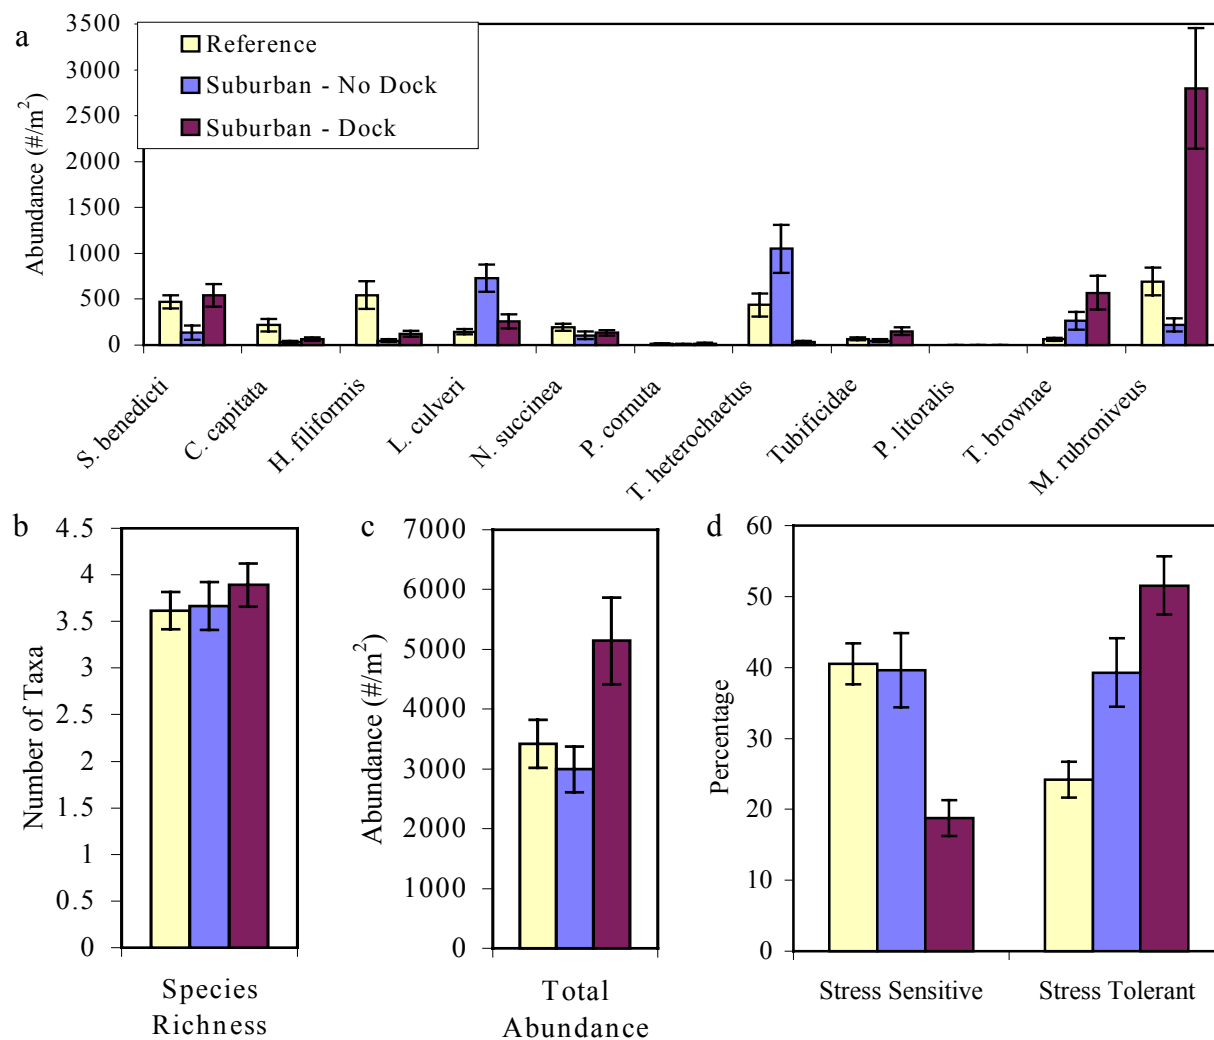 a
3500
3000
2500
2000
1500
1000
500
0
Abundance (#/m²)
Reference
Suburban - No Dock
Suburban - Dock
S. benedicti
C. capitata
H. filiformis
L. culveri
N. succinea
P. cornuta
T. heterochaetus
Tubificidae
P. litoralis
T. brownae
M. rubroniveus
b
4.5
4
3.5
3
2.5
2
1.5
1
0.5
0
Number of Taxa
Species
Richness
c
7000
6000
5000
4000
3000
2000
1000
0
Abundance (#/m²)
Total
Abundance
d
60
50
40
30
20
10
0
Percentage
Stress Sensitive
Stress Tolerant